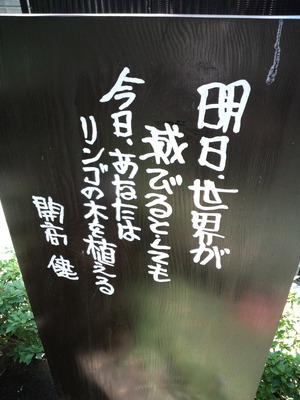 明日、世界が
滅びるとしても
今日、あなたは
リンゴの木を植える
開高 健